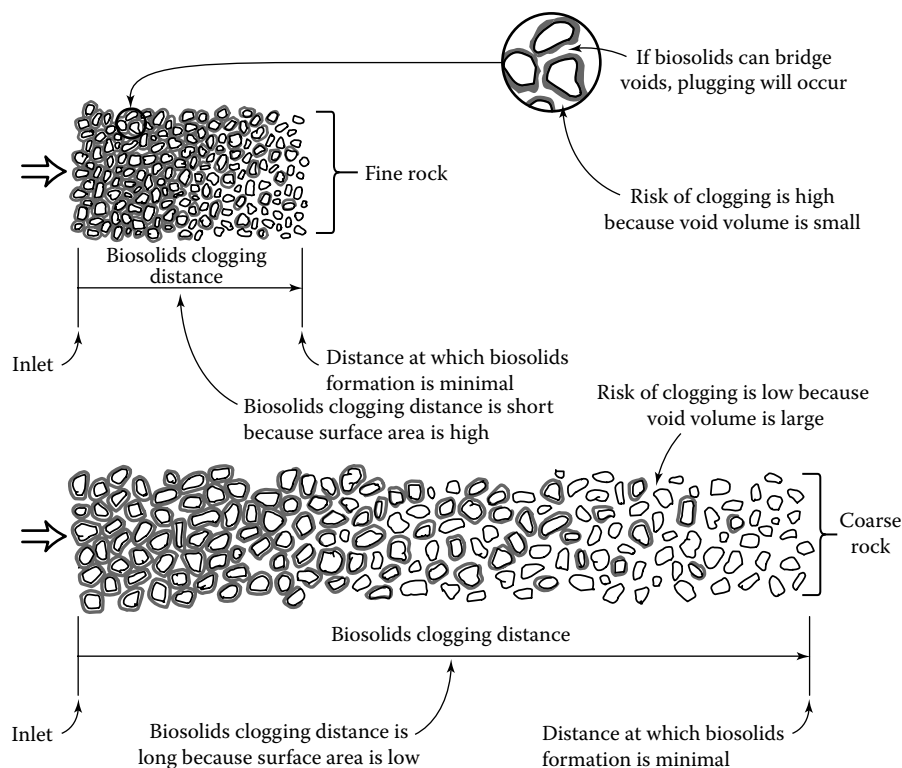 If biosolids can bridge
voids, plugging will occur
Fine rock
Risk of clogging is high
because void volume is small
Biosolids clogging
distance
Inlet
Distance at which biosolids
formation is minimal
Biosolids clogging distance is short
because surface area is high
Risk of clogging is low because
void volume is large
Coarse
rock
Biosolids clogging distance
Inlet
Biosolids clogging distance is
long because surface area is low
Distance at which biosolids
formation is minimal